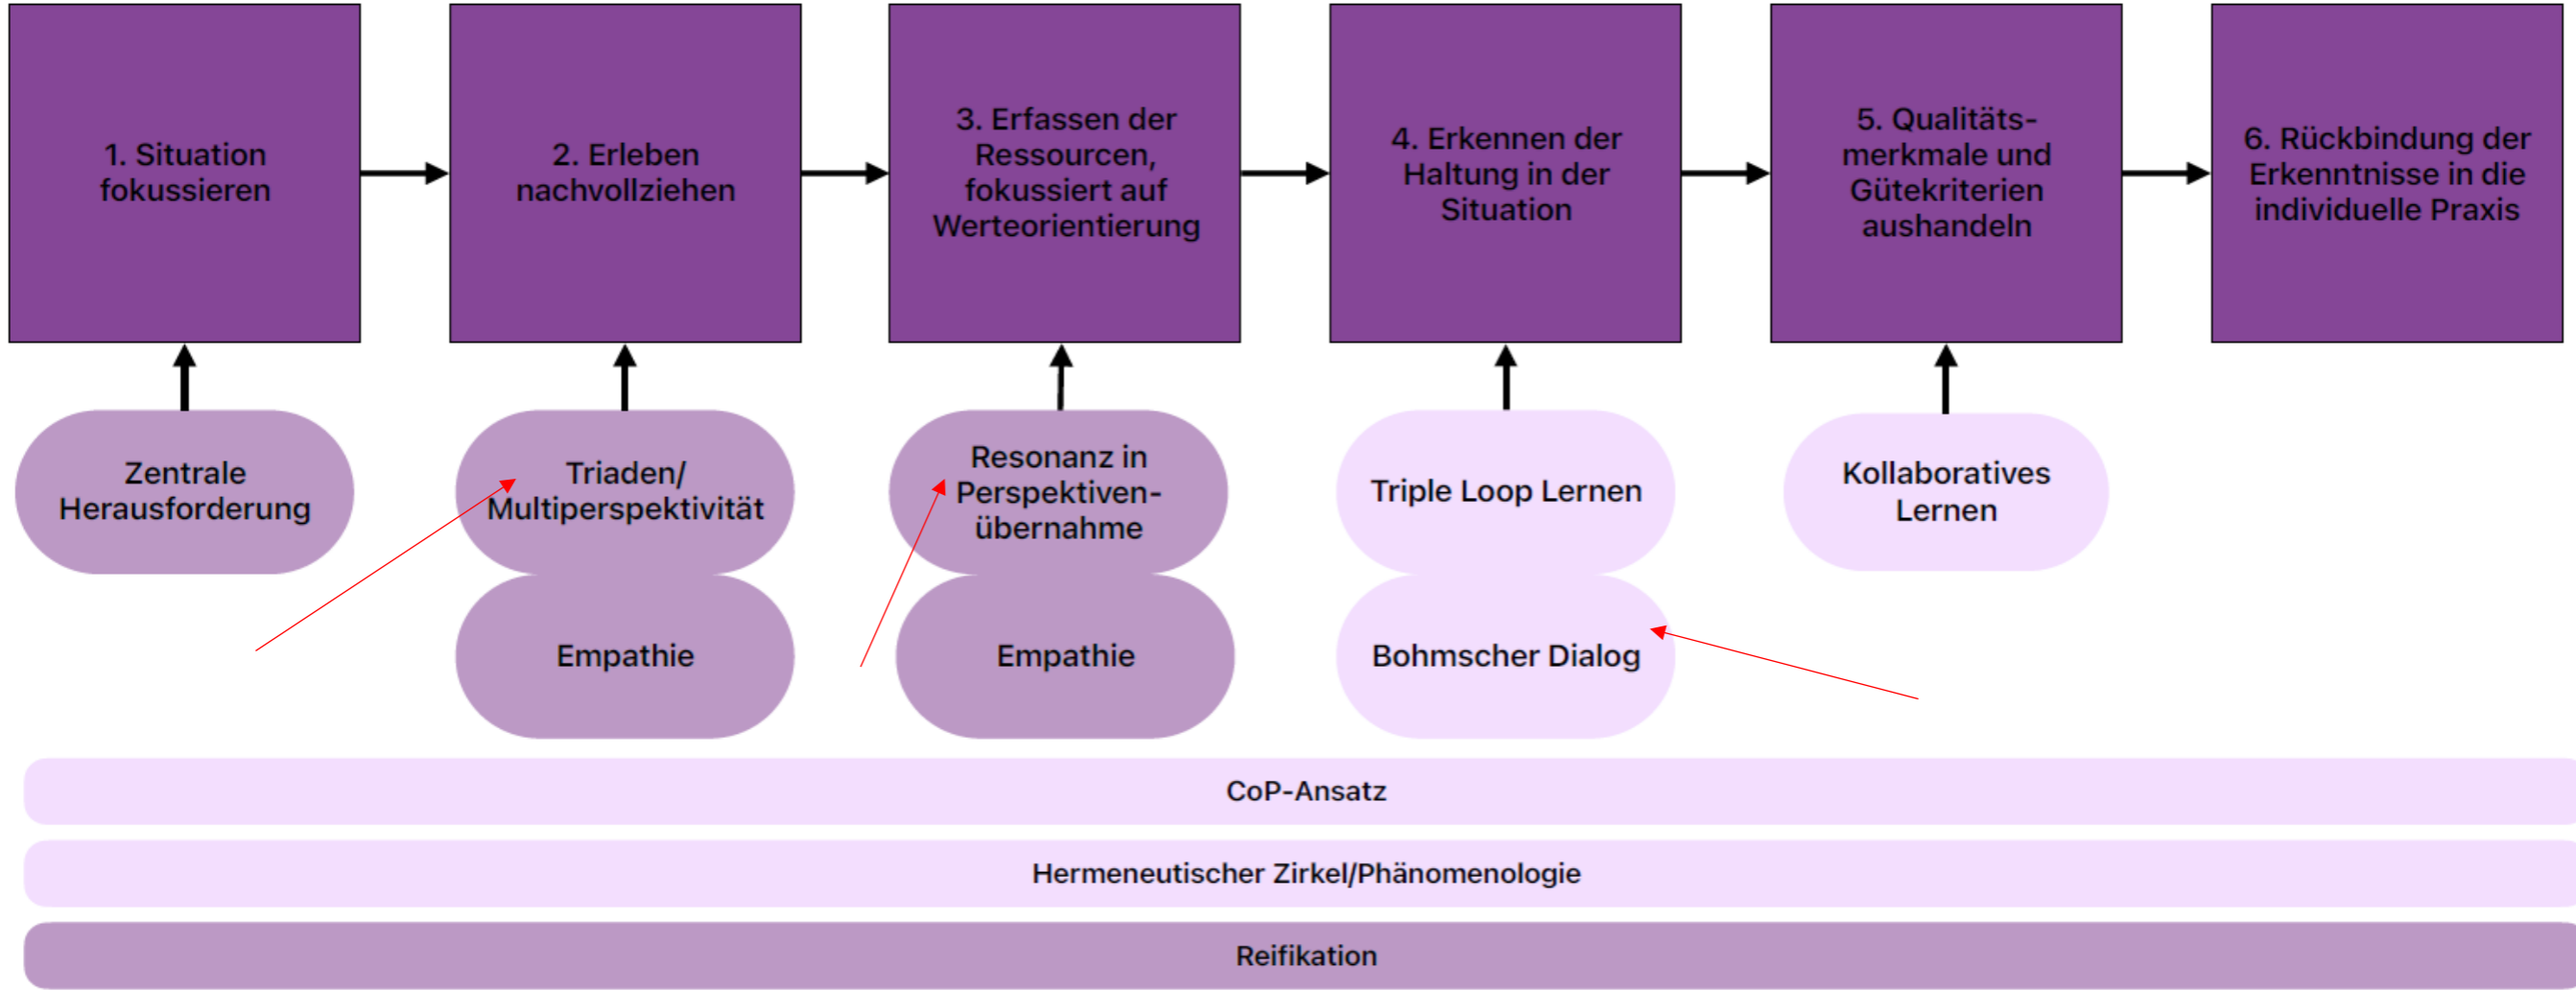 1. Situation
fokussieren
2. Erleben
nachvollziehen
3. Erfassen der
Ressourcen,
fokussiert auf
Werteorientierung
4. Erkennen der
Haltung in der
Situation
5. Qualitäts-
merkmale und
Gütekriterien
aushandeln
6. Rückbindung der
Erkenntnisse in die
individuelle Praxis
Zentrale
Herausforderung
Triaden/
Multiperspektivität
Resonanz in
Perspektiven-
übernahme
Triple Loop Lernen
Kollaboratives
Lernen
Empathie
Empathie
Bohmscher Dialog
CoP-Ansatz
Hermeneutischer Zirkel/Phänomenologie
Reifikation